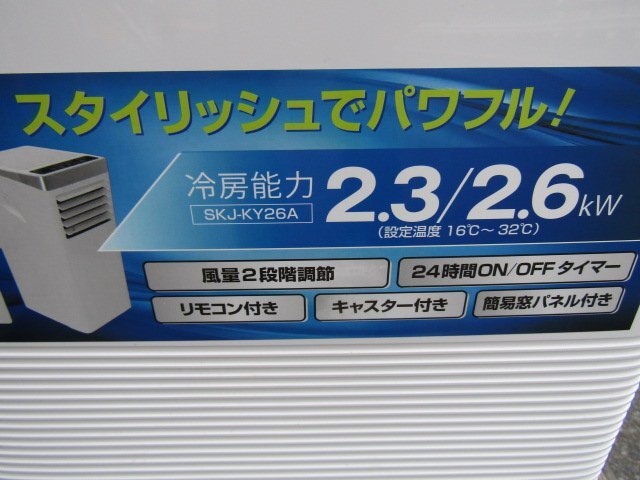 スタイリッシュでパワフル!
冷房能力 2.3/2.6kW
SKJ-KY26A
(設定温度 16℃～32℃)
風量2段階調節 24時間ON/OFFタイマー
リモコン付き キャスター付き 簡易窓パネル付き